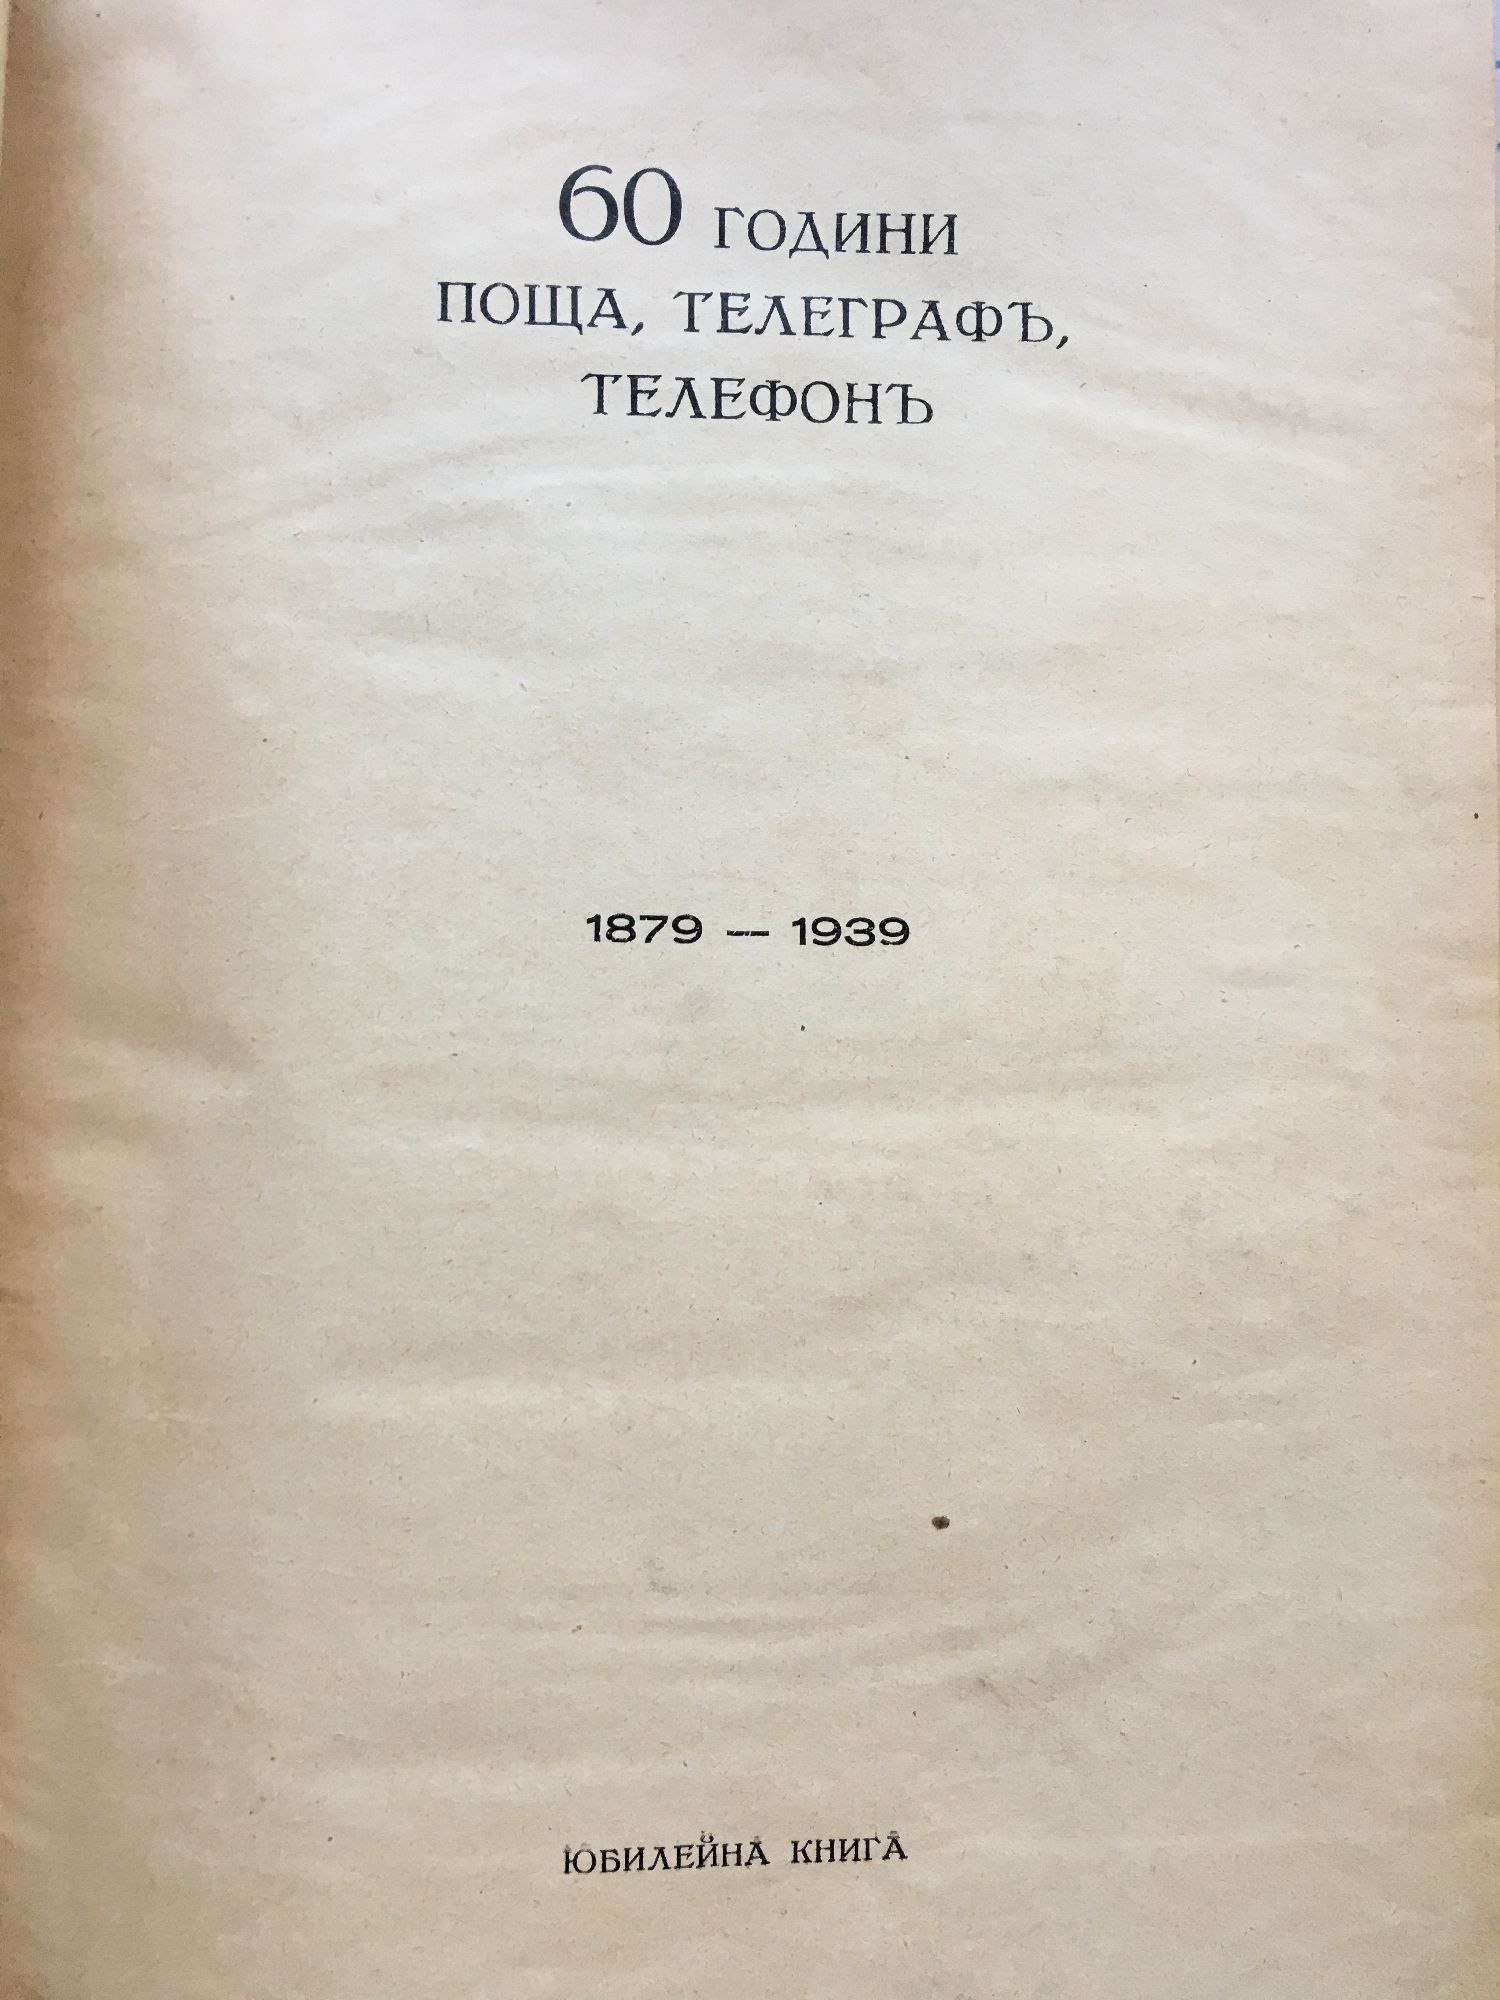 60 ГОДИНИ
ПОЩА, ТЕЛЕГРАФЪ,
ТЕЛЕФОНЪ
1879 — 1939
ЮБИЛЕЙНА КНИГА